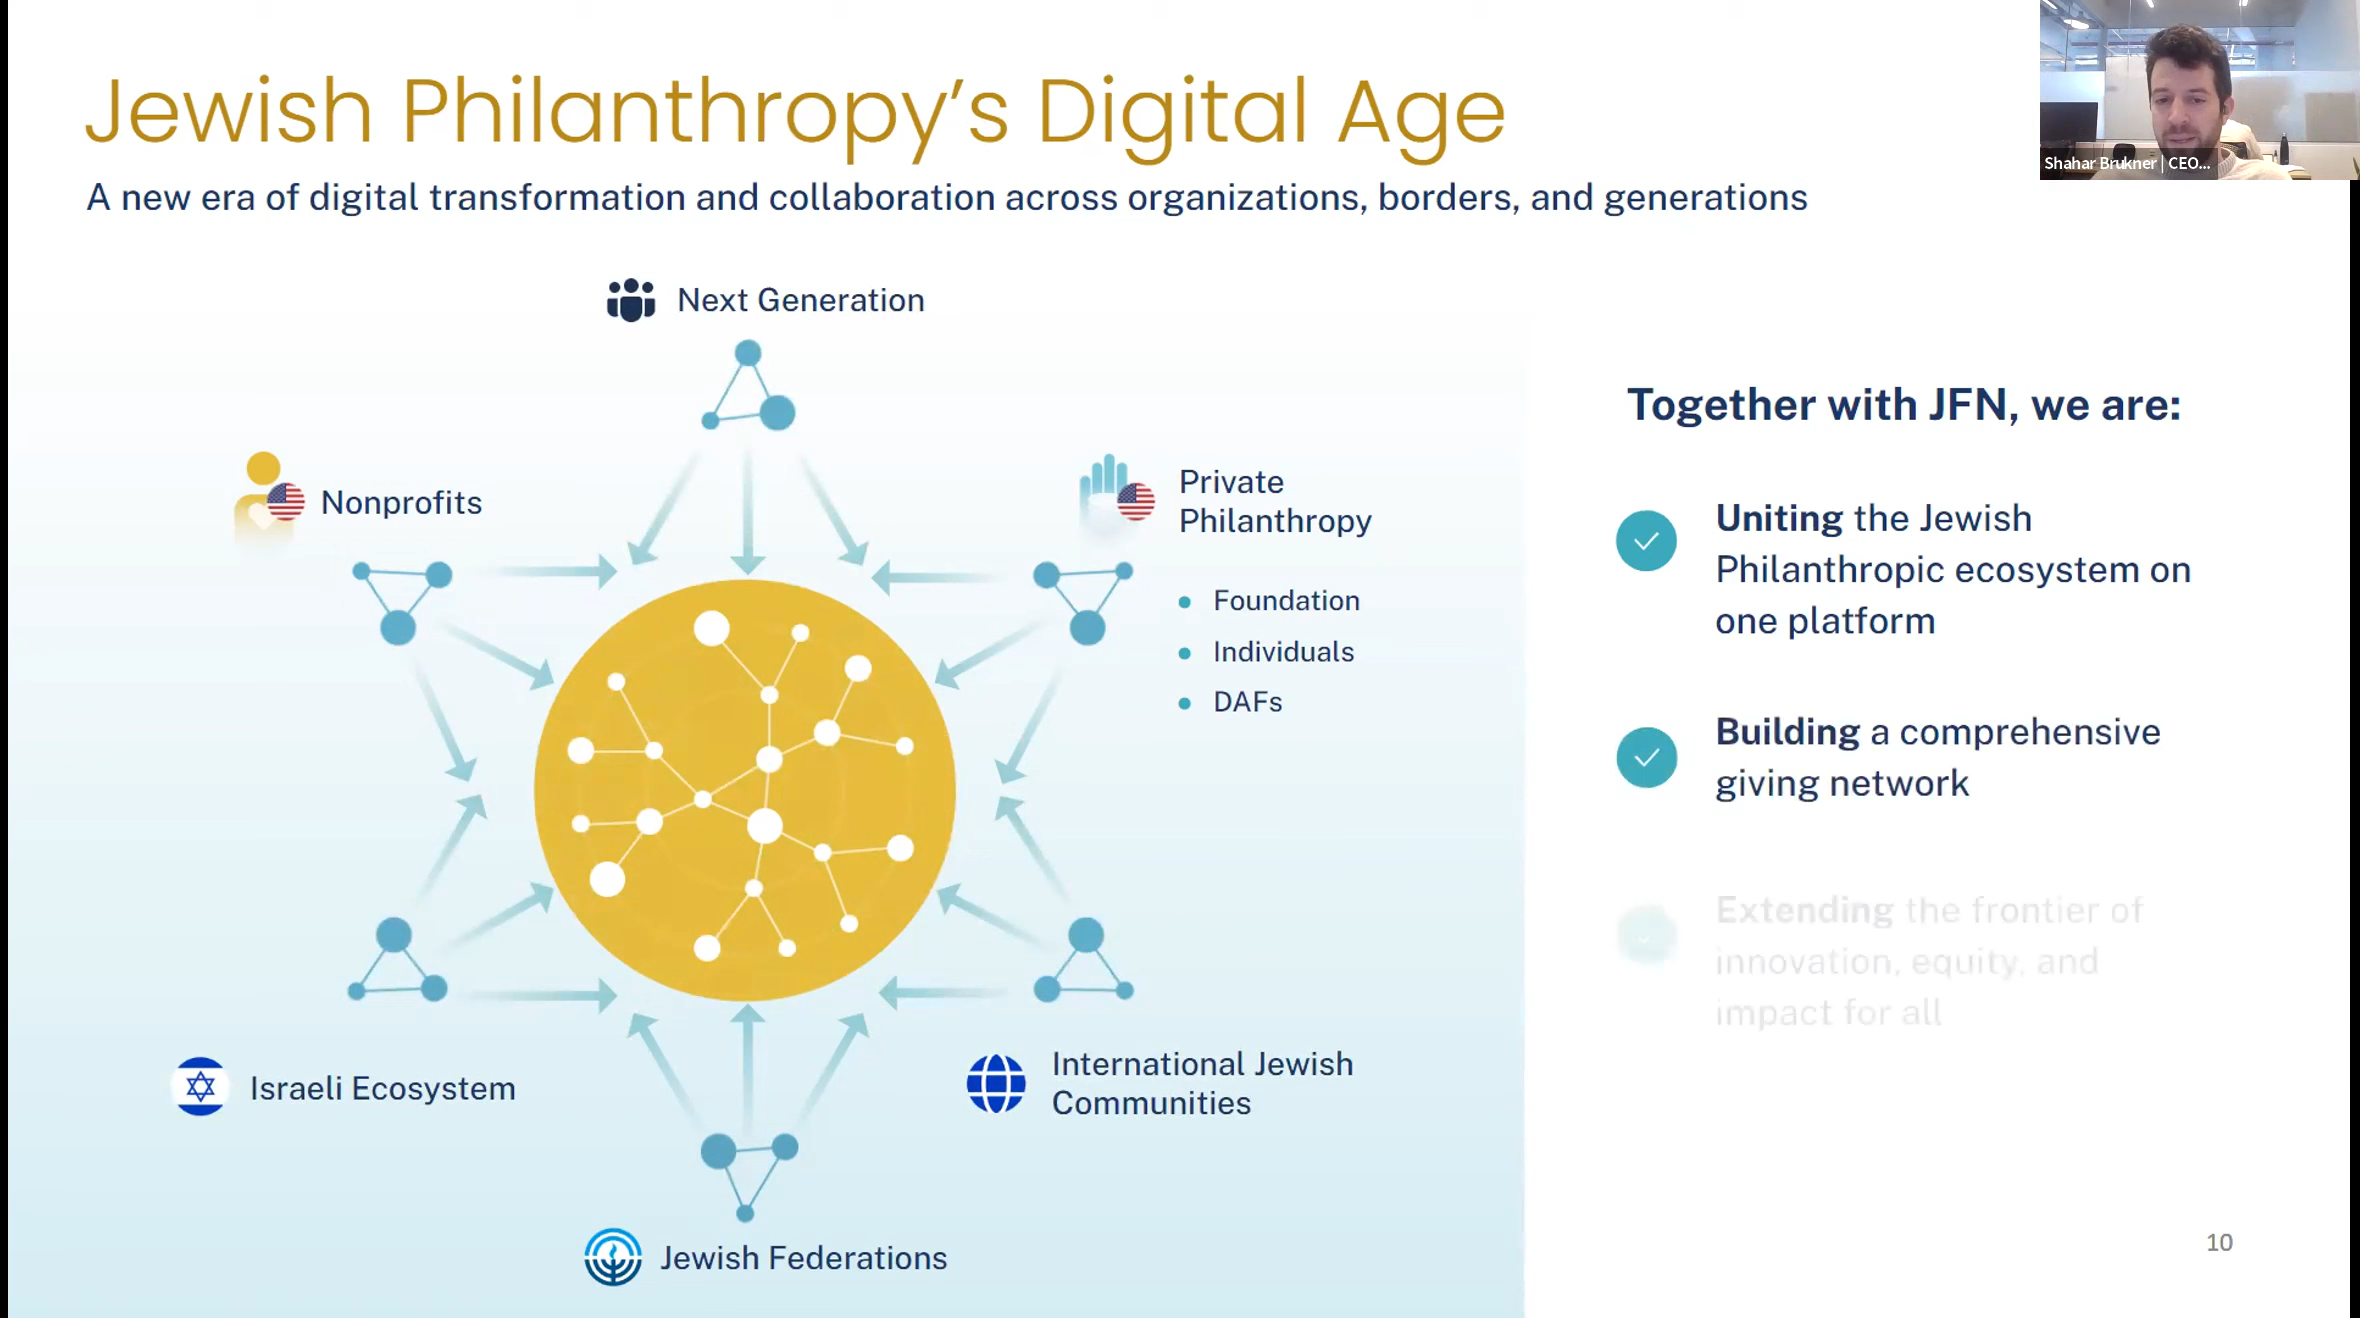 Jewish Philanthropy’s Digital Age
A new era of digital transformation and collaboration across organizations, borders, and generations
Shahar Brukner | CEO...
Next Generation
Nonprofits
Private
Philanthropy
Foundation
Individuals
DAFs
Israeli Ecosystem
International Jewish
Communities
Jewish Federations
Together with JFN, we are:
Uniting the Jewish
Philanthropic ecosystem on
one platform
Building a comprehensive
giving network
Extending the frontier of
innovation, equity, and
impact for all
10